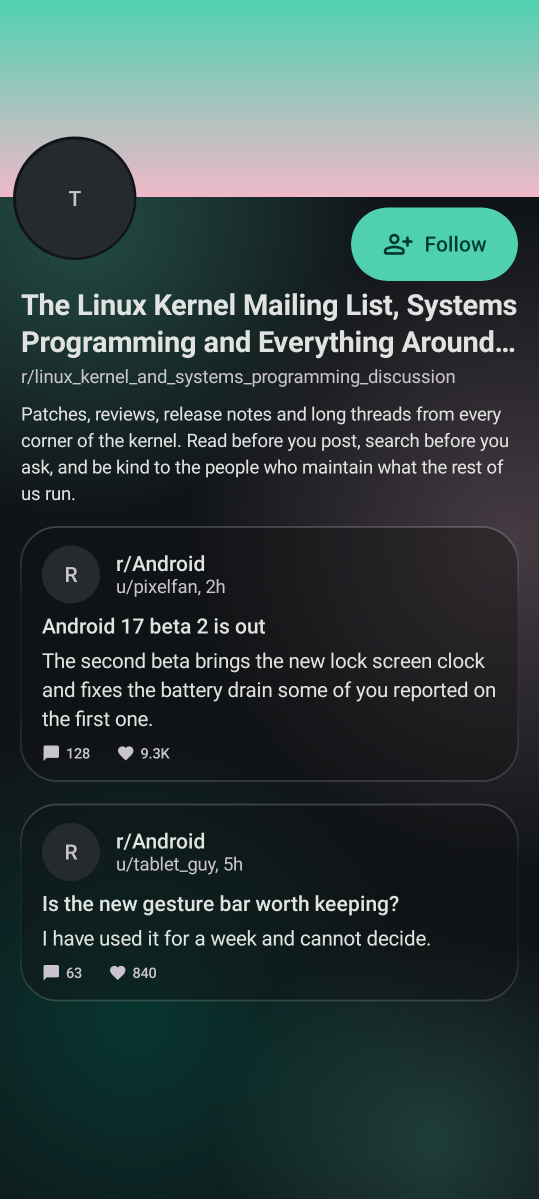 T
Follow
The Linux Kernel Mailing List, Systems
Programming and Everything Around...
r/linux_kernel_and_systems_programming_discussion
Patches, reviews, release notes and long threads from every
corner of the kernel. Read before you post, search before you
ask, and be kind to the people who maintain what the rest of
us run.
R
r/Android
u/pixelfan, 2h
Android 17 beta 2 is out
The second beta brings the new lock screen clock
and fixes the battery drain some of you reported on
the first one.
128 9.3K
R
r/Android
u/tablet_guy, 5h
Is the new gesture bar worth keeping?
I have used it for a week and cannot decide.
63 840